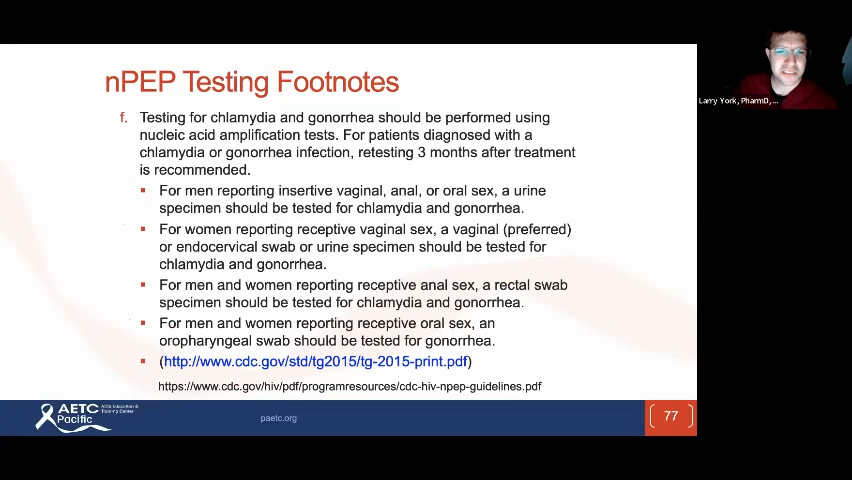 nPEP Testing Footnotes
f. Testing for chlamydia and gonorrhea should be performed using
nucleic acid amplification tests. For patients diagnosed with a
chlamydia or gonorrhea infection, retesting 3 months after treatment
is recommended.
▪ For men reporting insertive vaginal, anal, or oral sex, a urine
specimen should be tested for chlamydia and gonorrhea.
▪ For women reporting receptive vaginal sex, a vaginal (preferred)
or endocervical swab or urine specimen should be tested for
chlamydia and gonorrhea.
▪ For men and women reporting receptive anal sex, a rectal swab
specimen should be tested for chlamydia and gonorrhea.
▪ For men and women reporting receptive oral sex, an
oropharyngeal swab should be tested for gonorrhea.
▪ (http://www.cdc.gov/std/tg2015/tg-2015-print.pdf)
https://www.cdc.gov/hiv/pdf/programresources/cdc-hiv-npep-guidelines.pdf
AETC AIDS Education &
Training Center
Pacific
paetc.org
77
Larry York, PharmD, ...